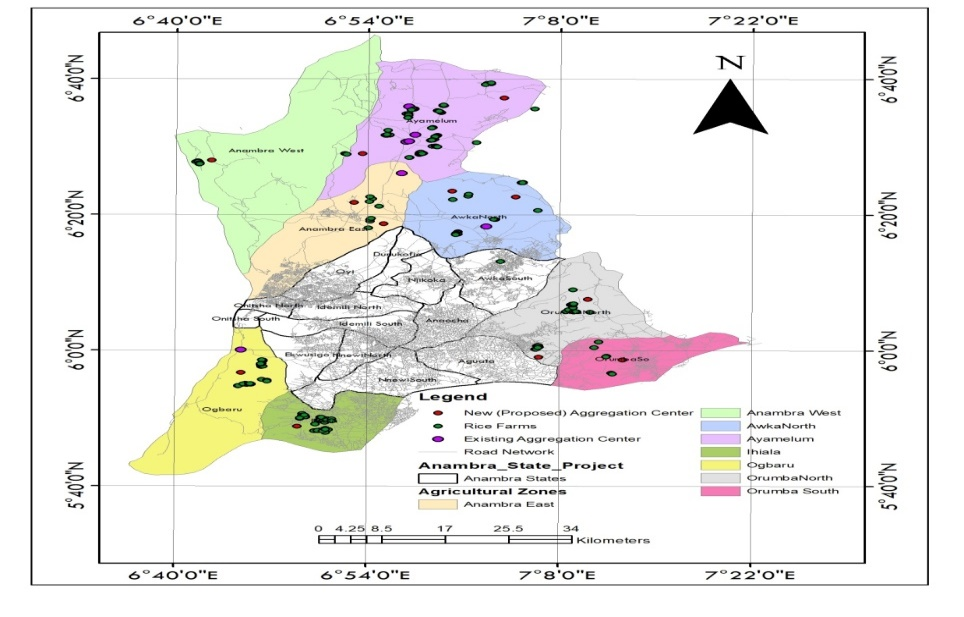 6°40'0"E 6°54'0"E 7°8'0"E 7°22'0"E
N
6°40'0"N 6°40'0"N
Ayamelum
Anambra West
6°20'0"N 6°20'0"N
AwkaNorth
Anambra East
Dunukofia
Oyi
Njikoka
AwkaSouth
Onitsha North
Idemili North
OrumbaNorth
Onitsha South
Idemili South
Anaocha
6°0'0"N 6°0'0"N
Ekwusigo NnewiNorth
Aguata
OrumbaSo
NnewiSouth
Ogbaru
Legend
New (Proposed) Aggregation Center
Rice Farms
Existing Aggregation Center
Road Network
Anambra_State_Project
Anambra States
Agricultural Zones
Anambra East
Anambra West
AwkaNorth
Ayamelum
Ihiala
Ogbaru
OrumbaNorth
Orumba South
5°40'0"N 5°40'0"N
0 4.25 8.5 17 25.5 34
Kilometers
6°40'0"E 6°54'0"E 7°8'0"E 7°22'0"E